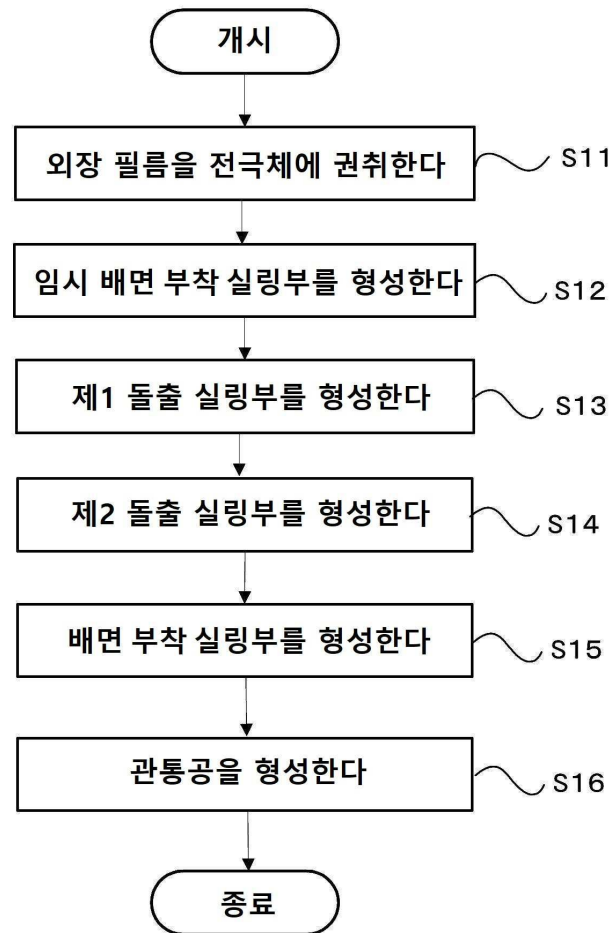 개시
외장 필름을 전극체에 권취한다
S11
임시 배면 부착 실링부를 형성한다
S12
제1 돌출 실링부를 형성한다
S13
제2 돌출 실링부를 형성한다
S14
배면 부착 실링부를 형성한다
S15
관통공을 형성한다
S16
종료